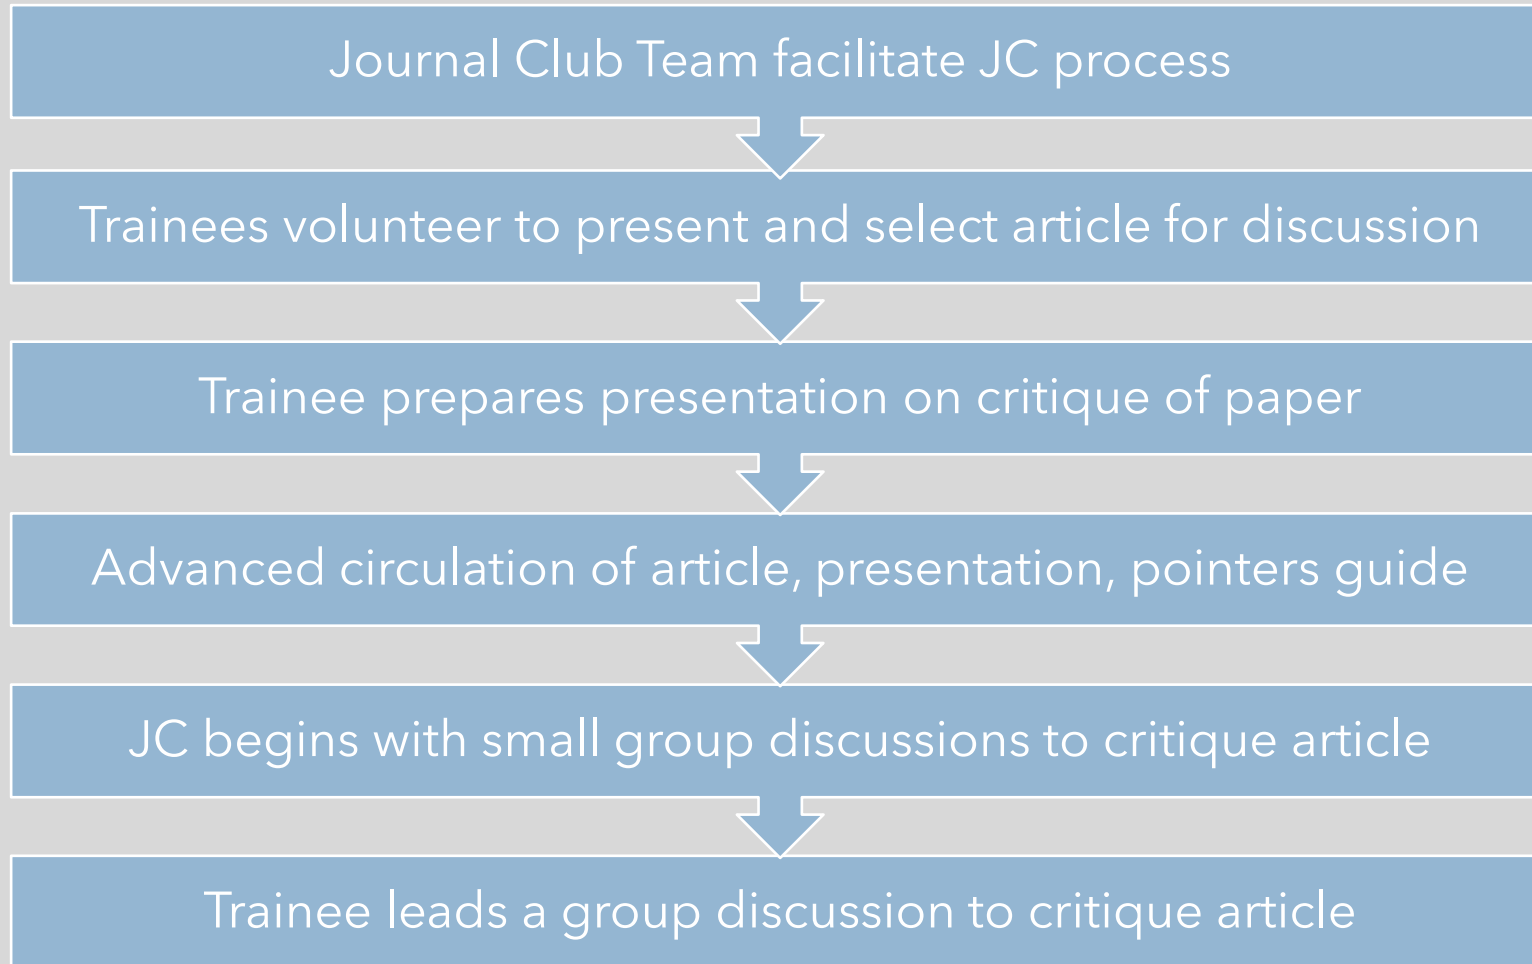 Journal Club Team facilitate JC process
Trainees volunteer to present and select article for discussion
Trainee prepares presentation on critique of paper
Advanced circulation of article, presentation, pointers guide
JC begins with small group discussions to critique article
Trainee leads a group discussion to critique article